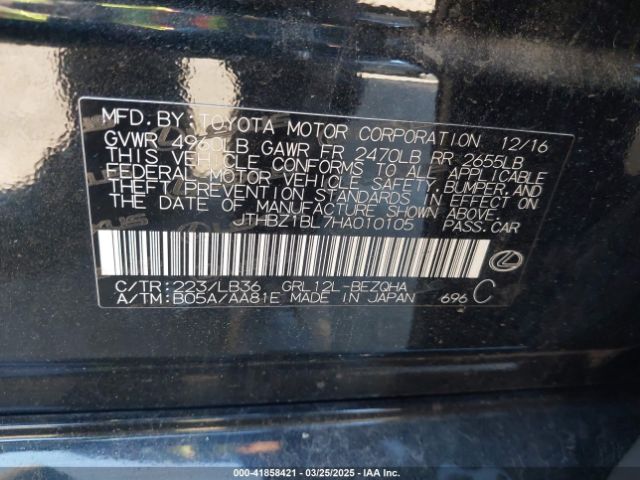 MFD. BY: TOYOTA MOTOR CORPORATION 12/16
GVWR 4960LB GAWR FR 2470LB RR 2655LB
THIS VEHICLE CONFORMS TO ALL APPLICABLE
FEDERAL MOTOR VEHICLE SAFETY, BUMPER, AND
THEFT PREVENTION STANDARDS IN EFFECT ON
THE DATE OF MANUFACTURE SHOWN ABOVE.
JTHBZ1BL7HA010105 PASS.CAR
C/TR: 223/LB36 GRL12L-BEZQHA
A/TM: B05A/AA81E MADE IN JAPAN 696 C
000-41858421 | 03/25/2025 | IAA Inc.